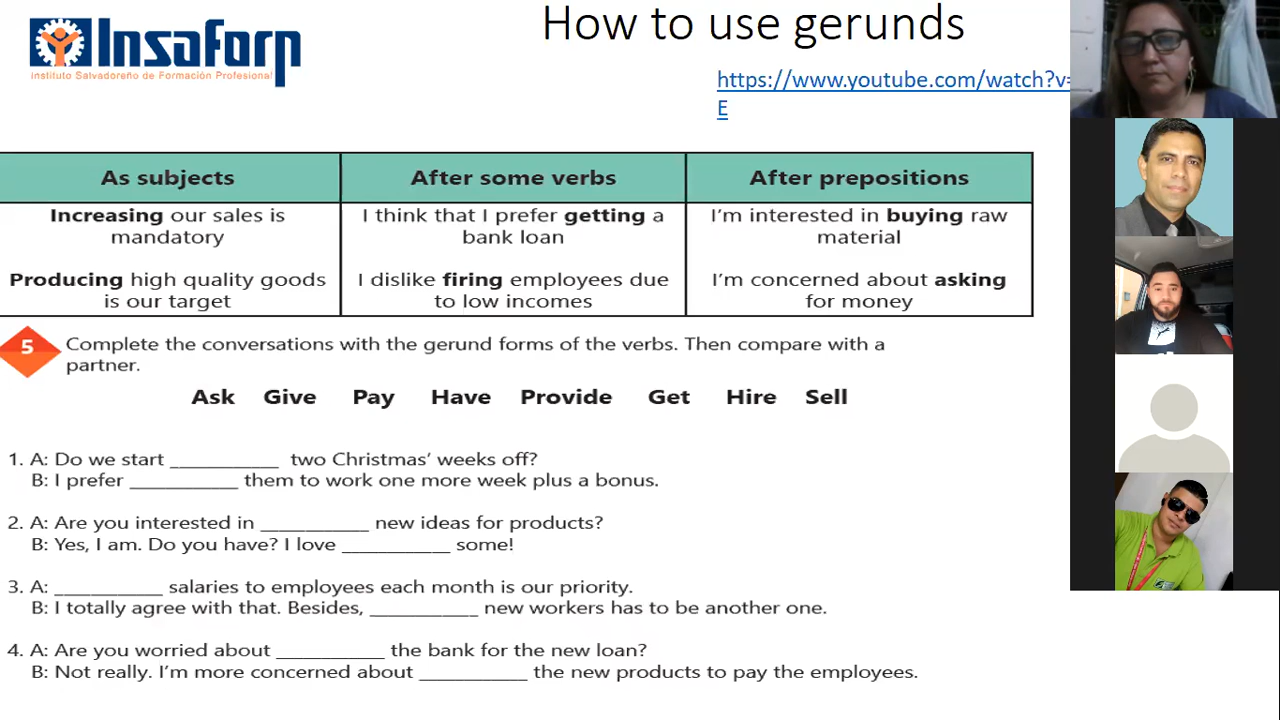 Insaforp
Instituto Salvadoreño de Formación Profesional
How to use gerunds
https://www.youtube.com/watch?v=
E
As subjects
After some verbs
After prepositions
Increasing our sales is
mandatory
Producing high quality goods
is our target
I think that I prefer getting a
bank loan
I dislike firing employees due
to low incomes
I'm interested in buying raw
material
I'm concerned about asking
for money
5
Complete the conversations with the gerund forms of the verbs. Then compare with a
partner.
Ask Give Pay Have Provide Get Hire Sell
1. A: Do we start ___________ two Christmas' weeks off?
B: I prefer ___________ them to work one more week plus a bonus.
2. A: Are you interested in ___________ new ideas for products?
B: Yes, I am. Do you have? I love ___________ some!
3. A: ___________ salaries to employees each month is our priority.
B: I totally agree with that. Besides, ___________ new workers has to be another one.
4. A: Are you worried about ___________ the bank for the new loan?
B: Not really. I'm more concerned about ___________ the new products to pay the employees.